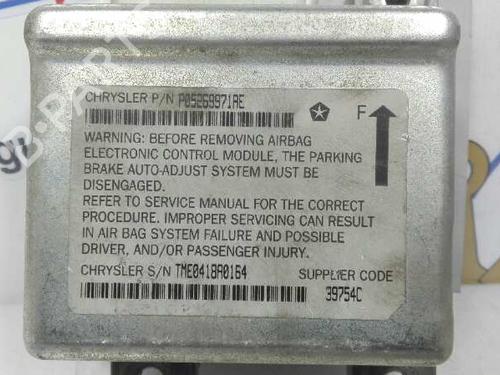 CHRYSLER P/N P05269971AE
F
WARNING: BEFORE REMOVING AIRBAG
ELECTRONIC CONTROL MODULE, THE PARKING
BRAKE AUTO-ADJUST SYSTEM MUST BE
DISENGAGED.
REFER TO SERVICE MANUAL FOR THE CORRECT
PROCEDURE. IMPROPER SERVICING CAN RESULT
IN AIR BAG SYSTEM FAILURE AND POSSIBLE
DRIVER, AND/OR PASSENGER INJURY.
CHRYSLER S/N TME0418A0164 SUPPLIER CODE
39754C